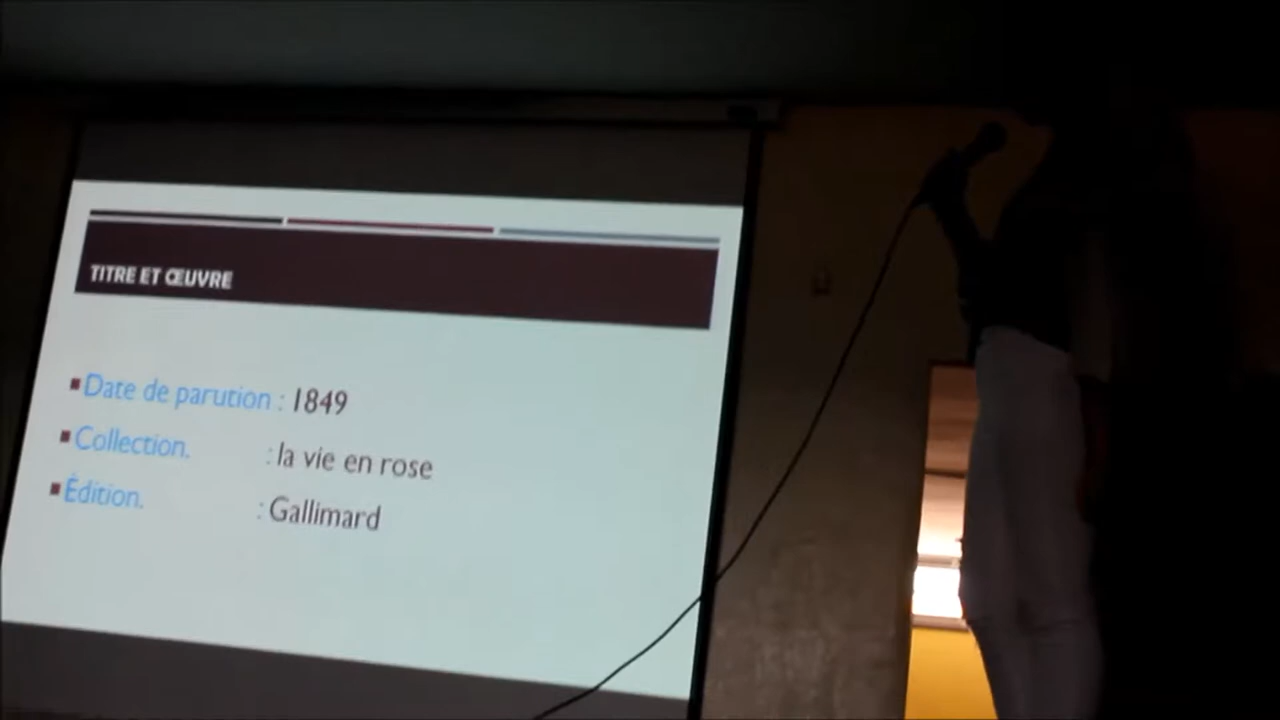 TITRE ET ŒUVRE
Date de parution : 1849
Collection. : la vie en rose
Édition. : Gallimard